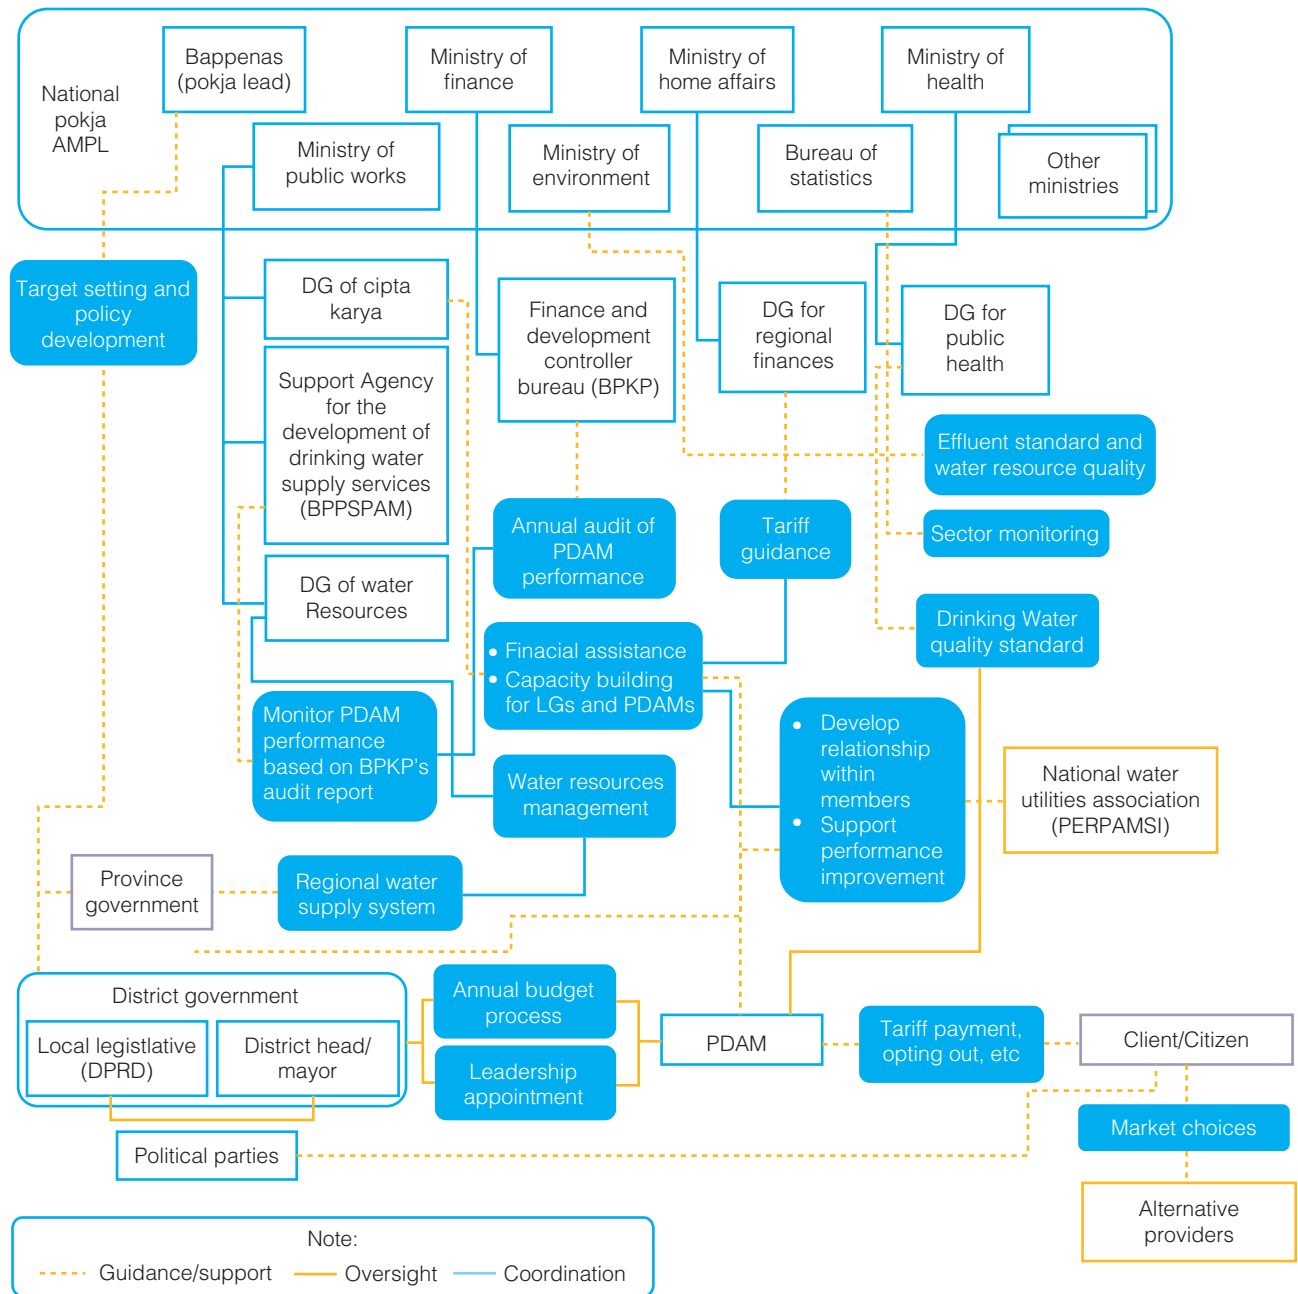 National
pokja
AMPL
Bappenas
(pokja lead)
Ministry of
finance
Ministry of
home affairs
Ministry of
health
Ministry of
public works
Ministry of
environment
Bureau of
statistics
Other
ministries
Target setting and
policy
development
DG of cipta
karya
Finance and
development
controller
bureau (BPKP)
DG for
regional
finances
DG for
public
health
Support Agency
for the
development of
drinking water
supply services
(BPPSPAM)
Effluent standard and
water resource quality
Annual audit of
PDAM
performance
Tariff
guidance
Sector monitoring
DG of water
Resources
Drinking Water
quality standard
• Finacial assistance
• Capacity building
for LGs and PDAMs
Monitor PDAM
performance
based on BPKP's
audit report
Water resources
management
• Develop
relationship
within
members
• Support
performance
improvement
National water
utilities association
(PERPAMSI)
Province
government
Regional water
supply system
District government
Local legistlative
(DPRD)
District head/
mayor
Annual budget
process
Leadership
appointment
PDAM
Tariff payment,
opting out, etc
Client/Citizen
Political parties
Market choices
Alternative
providers
Note:
Guidance/support
Oversight
Coordination